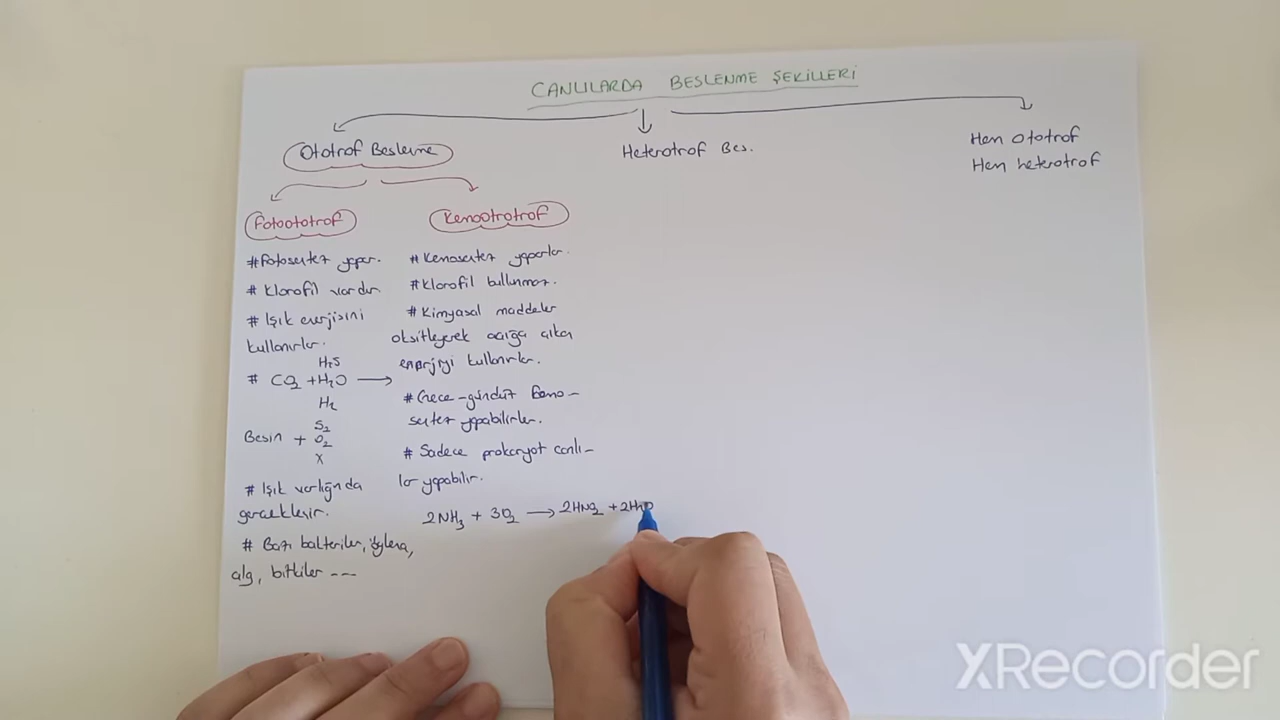 CANLILARDA BESLENME ŞEKİLLERİ
Ototrof Beslenme
Heterotrof Bes.
Hem ototrof
Hem heterotrof
Fotoototrof
Kemoototrof
#Fotosentez yapar.
# Klorofil vardır
# Işık enerjisini
kullanırlar.
H₂S
# CO₂ + H₂O →
H₂
S₂
Besin + O₂
X
# Işık varlığında
gerçekleşir.
# Bazı bakteriler, öglena,
alg, bitkiler ---
# Kemosentez yaparlar.
# Klorofil bulunmaz.
# Kimyasal maddeler
oksitleyerek açığa çıkan
enerjiyi kullanırlar.
# Gece-gündüz kemo-
sentez yapabilirler.
# Sadece prokaryot canlı-
lar yapabilir.
2NH₃ + 3O₂ → 2HNO₂ + 2H₂O
XRecorder